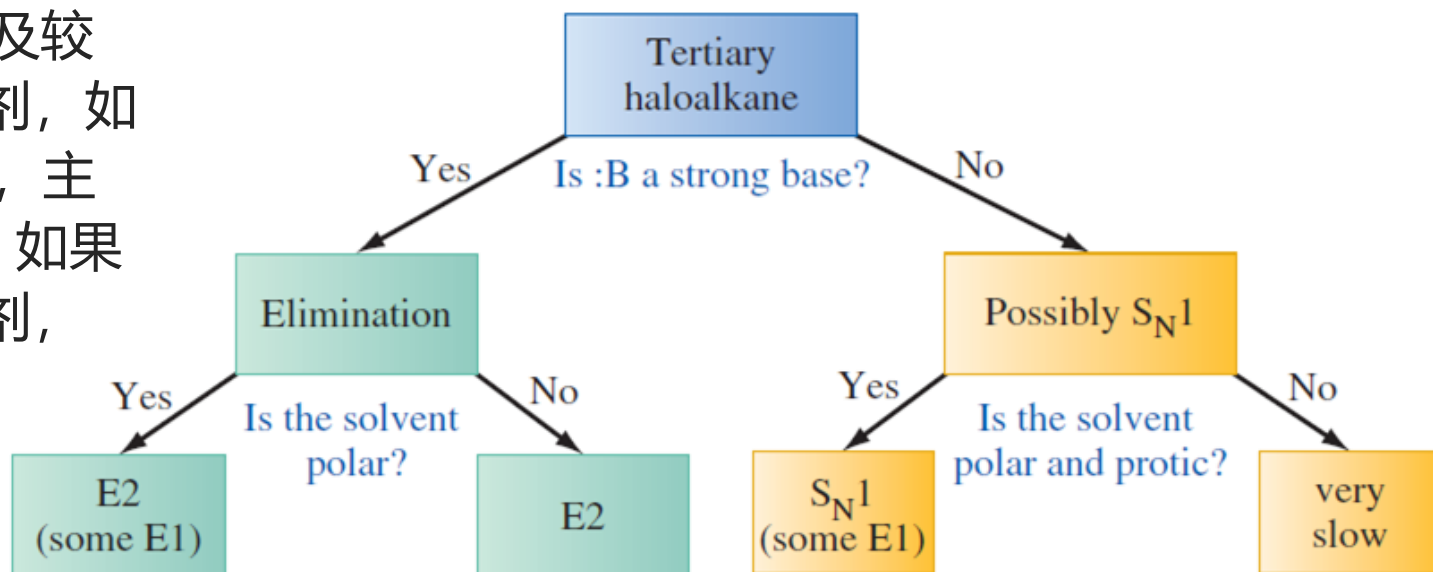 及较
剂，如
，主
如果
剂，
Tertiary
haloalkane
Yes
Is :B a strong base?
No
Elimination
Possibly SN1
Yes
Is the solvent
polar?
No
Yes
Is the solvent
polar and protic?
No
E2
(some E1)
E2
SN1
(some E1)
very
slow